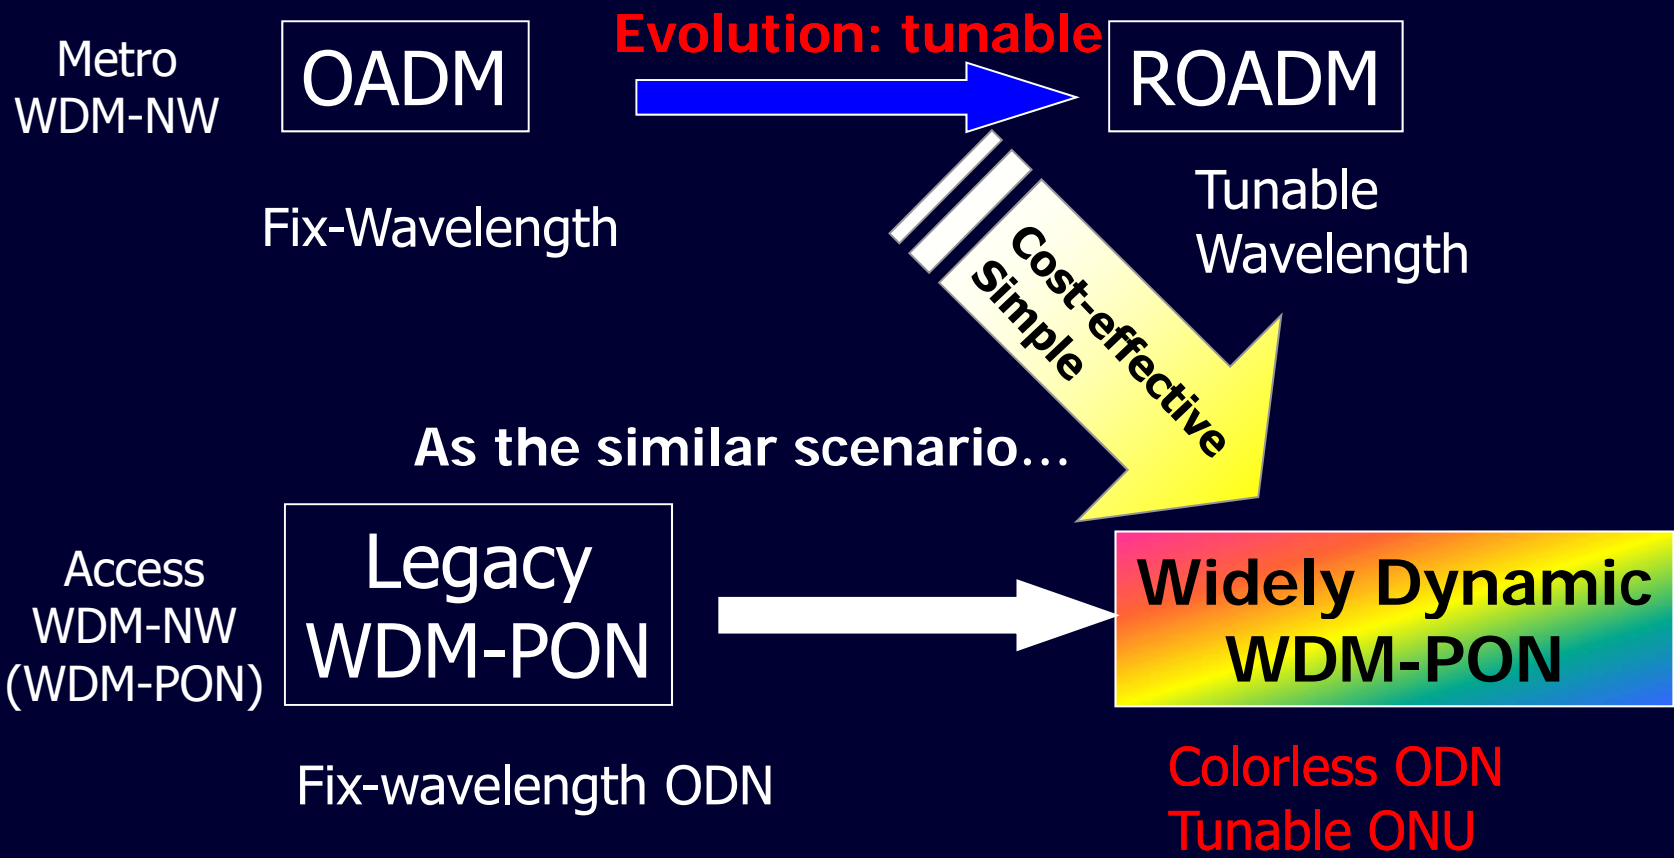 Evolution: tunable
Metro
WDM-NW
OADM
ROADM
Fix-Wavelength
Tunable
Wavelength
Cost-effective
Simple
As the similar scenario…
Access
WDM-NW
(WDM-PON)
Legacy
WDM-PON
Widely Dynamic
WDM-PON
Fix-wavelength ODN
Colorless ODN
Tunable ONU